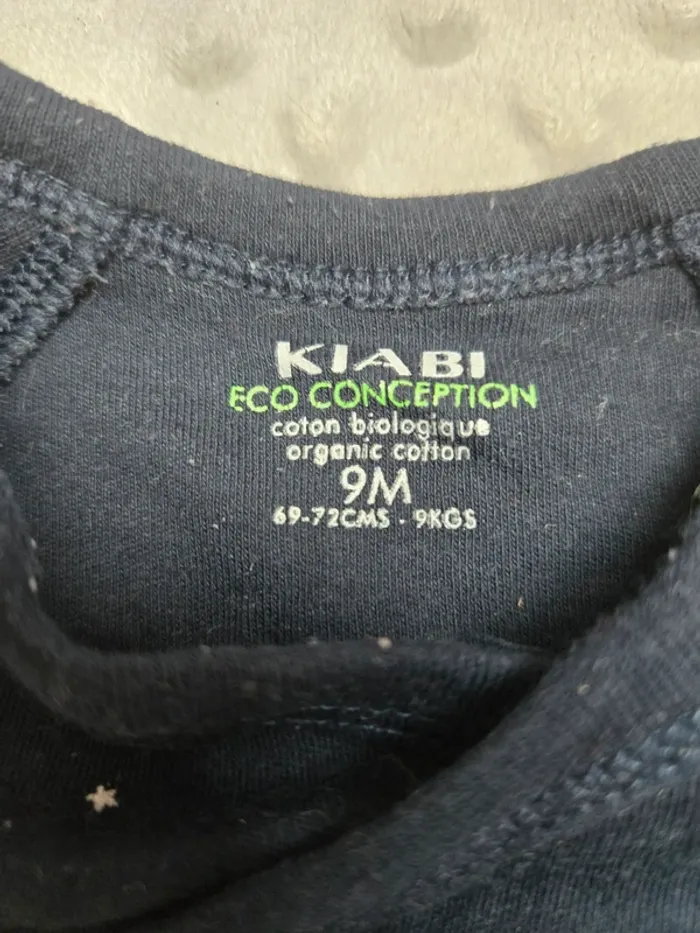 KIABI
ECO CONCEPTION
coton biologique
organic cotton
9M
69-72CMS - 9KGS